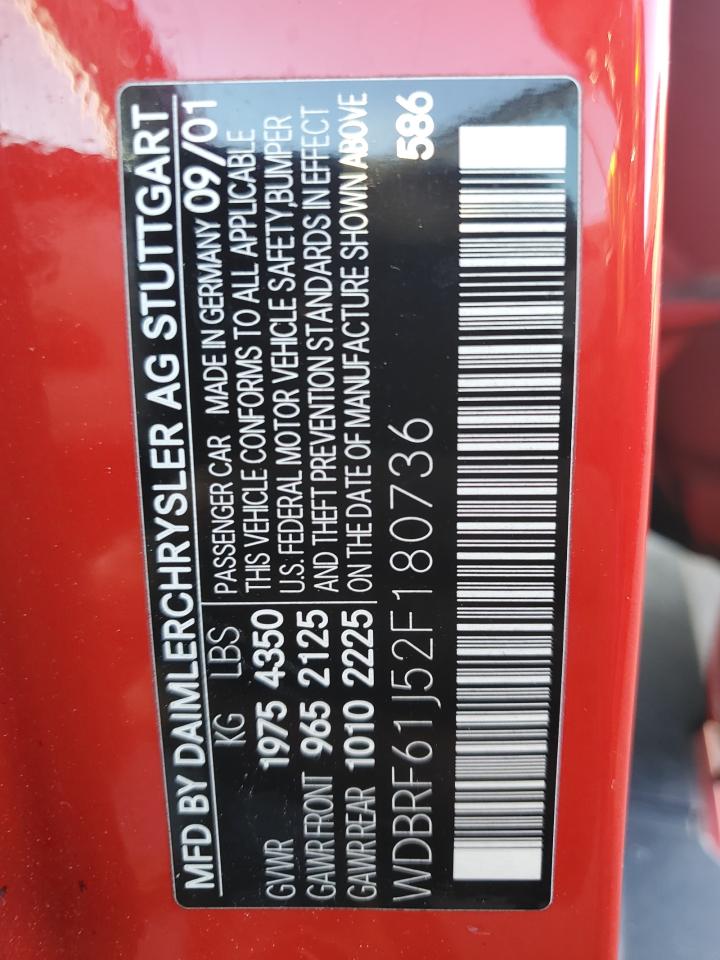 MFD BY DAIMLERCHRYSLER AG STUTTGART
KG LBS
GVWR 1975 4350
GAWR FRONT 965 2125
GAWR REAR 1010 2225
PASSENGER CAR MADE IN GERMANY 09/01
THIS VEHICLE CONFORMS TO ALL APPLICABLE
U.S. FEDERAL MOTOR VEHICLE SAFETY,BUMPER
AND THEFT PREVENTION STANDARDS IN EFFECT
ON THE DATE OF MANUFACTURE SHOWN ABOVE
WDBRF61J52F180736 586